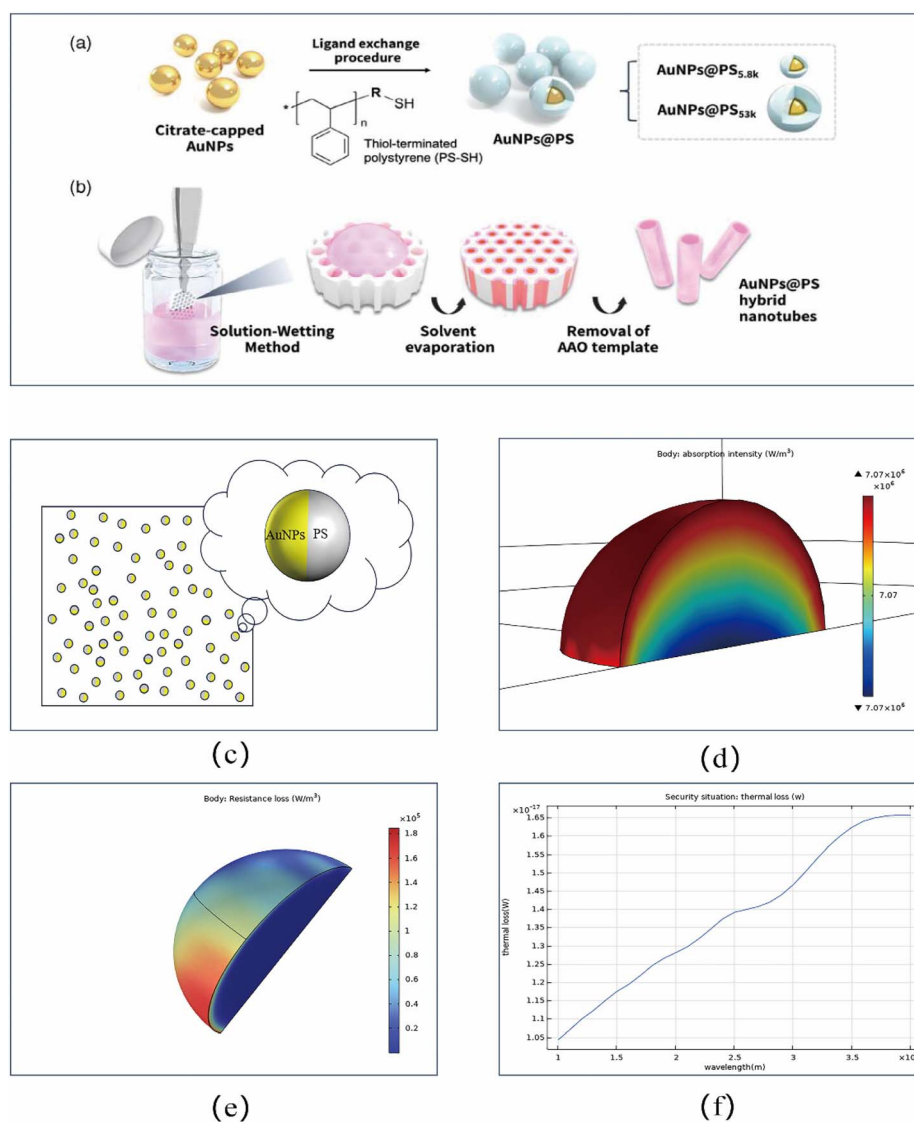 (a)
Ligand exchange
procedure
Citrate-capped
AuNPs
*
n
R
SH
Thiol-terminated
polystyrene (PS-SH)
AuNPs@PS
AuNPs@PS5.8k
AuNPs@PS53k
(b)
Solution-Wetting
Method
Solvent
evaporation
Removal of
AAO template
AuNPs@PS
hybrid
nanotubes
AuNPs
PS
(c)
Body: absorption intensity (W/m³)
▲ 7.07×10⁶
×10⁶
7.07
▼ 7.07×10⁶
(d)
Body: Resistance loss (W/m³)
×10⁵
1.8
1.6
1.4
1.2
1
0.8
0.6
0.4
0.2
(e)
Security situation: thermal loss (w)
×10⁻¹⁷
1.65
1.6
1.55
1.5
1.45
1.4
1.35
1.3
1.25
1.2
1.15
1.1
1.05
thermal loss(W)
1
1.5
2
2.5
3
3.5
wavelength(m)
(f)